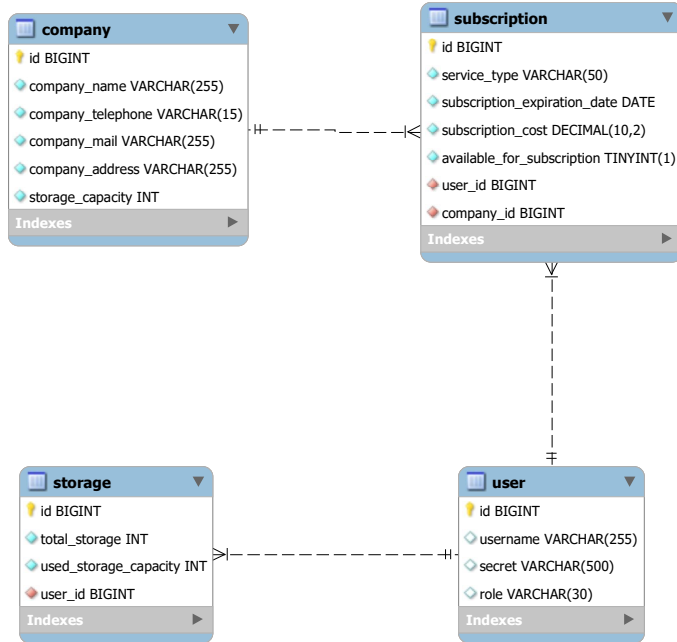 company
id BIGINT
company_name VARCHAR(255)
company_telephone VARCHAR(15)
company_mail VARCHAR(255)
company_address VARCHAR(255)
storage_capacity INT
Indexes
subscription
id BIGINT
service_type VARCHAR(50)
subscription_expiration_date DATE
subscription_cost DECIMAL(10,2)
available_for_subscription TINYINT(1)
user_id BIGINT
company_id BIGINT
Indexes
storage
id BIGINT
total_storage INT
used_storage_capacity INT
user_id BIGINT
Indexes
user
id BIGINT
username VARCHAR(255)
secret VARCHAR(500)
role VARCHAR(30)
Indexes